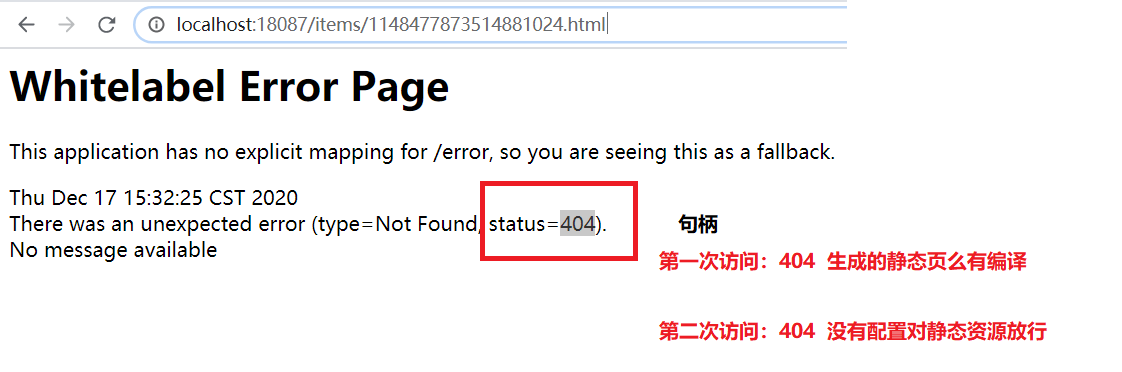 localhost:18087/items/1148477873514881024.html
Whitelabel Error Page
This application has no explicit mapping for /error, so you are seeing this as a fallback.
Thu Dec 17 15:32:25 CST 2020
There was an unexpected error (type=Not Found, status=404).
No message available
句柄
第一次访问：404 生成的静态页么有编译
第二次访问：404 没有配置对静态资源放行